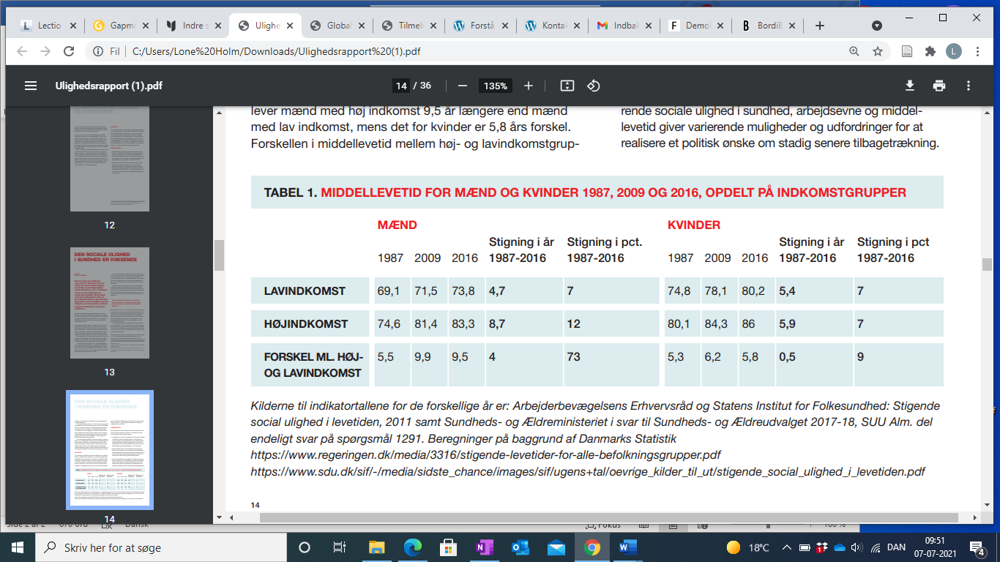 Lectio
Gapmi
Indre s
Ulighe
Global
Tilmeld
Forstå
Kontak
Indbak
F
Demo
B
BordiB
Fil
C:/Users/Lone%20Holm/Downloads/Ulighedsrapport%20(1).pdf
L
Ulighedsrapport (1).pdf
14 / 36
135%
12
DEN SOCIALE ULIGHED
I SUNDHED ER VOKSENDE
13
DEN SOCIALE ULIGHED
I SUNDHED ER VOKSENDE
14
lever mænd med høj indkomst 9,5 år længere end mænd
med lav indkomst, mens det for kvinder er 5,8 års forskel.
Forskellen i middellevetid mellem høj- og lavindkomstgrup-
rende sociale ulighed i sundhed, arbejdsevne og middel-
levetid giver varierende muligheder og udfordringer for at
realisere et politisk ønske om stadig senere tilbagetrækning.
TABEL 1. MIDDELLEVETID FOR MÆND OG KVINDER 1987, 2009 OG 2016, OPDELT PÅ INDKOMSTGRUPPER
MÆND KVINDER
Stigning i år Stigning i pct. Stigning i år Stigning i pct
1987 2009 2016 1987-2016 1987-2016 1987 2009 2016 1987-2016 1987-2016
LAVINDKOMST 69,1 71,5 73,8 4,7 7 74,8 78,1 80,2 5,4 7
HØJINDKOMST 74,6 81,4 83,3 8,7 12 80,1 84,3 86 5,9 7
FORSKEL ML. HØJ- 5,5 9,9 9,5 4 73 5,3 6,2 5,8 0,5 9
OG LAVINDKOMST
Kilderne til indikatortallene for de forskellige år er: Arbejderbevægelsens Erhvervsråd og Statens Institut for Folkesundhed: Stigende
social ulighed i levetiden, 2011 samt Sundheds- og Ældreministeriet i svar til Sundheds- og Ældreudvalget 2017-18, SUU Alm. del
endeligt svar på spørgsmål 1291. Beregninger på baggrund af Danmarks Statistik
https://www.regeringen.dk/media/3316/stigende-levetider-for-alle-befolkningsgrupper.pdf
https://www.sdu.dk/sif/-/media/sidste_chance/images/sif/ugens+tal/oevrige_kilder_til_ut/stigende_social_ulighed_i_levetiden.pdf
14
Side 2 af 2 670 ord Dansk Fokus 100 %
Skriv her for at søge
18°C
DAN
09:51
07-07-2021
4